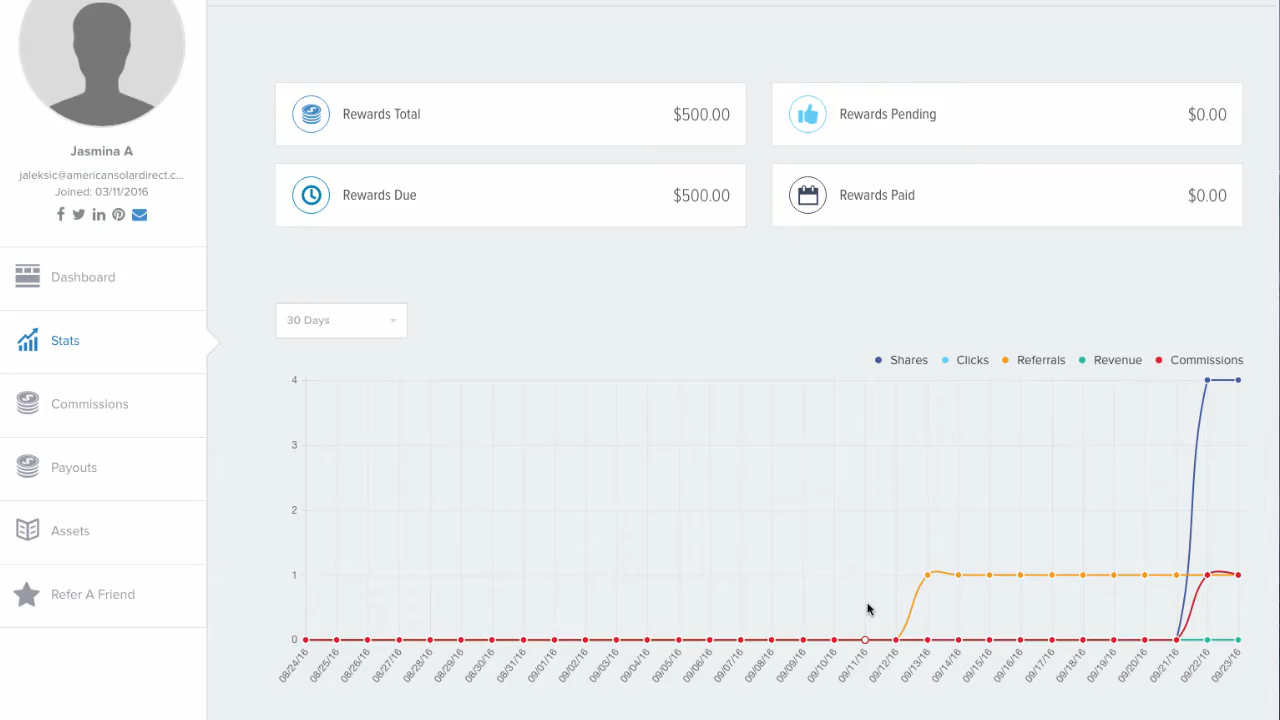 Jasmina A
jaleksic@americansolardirect.c...
Joined: 03/11/2016
Dashboard
Stats
Commissions
Payouts
Assets
Refer A Friend
Rewards Total $500.00
Rewards Pending $0.00
Rewards Due $500.00
Rewards Paid $0.00
30 Days
Shares Clicks Referrals Revenue Commissions
4
3
2
1
0
08/24/16 08/25/16 08/26/16 08/27/16 08/28/16 08/29/16 08/30/16 08/31/16 09/01/16 09/02/16 09/03/16 09/04/16 09/05/16 09/06/16 09/07/16 09/08/16 09/09/16 09/10/16 09/11/16 09/12/16 09/13/16 09/14/16 09/15/16 09/16/16 09/17/16 09/18/16 09/19/16 09/20/16 09/21/16 09/22/16 09/23/16